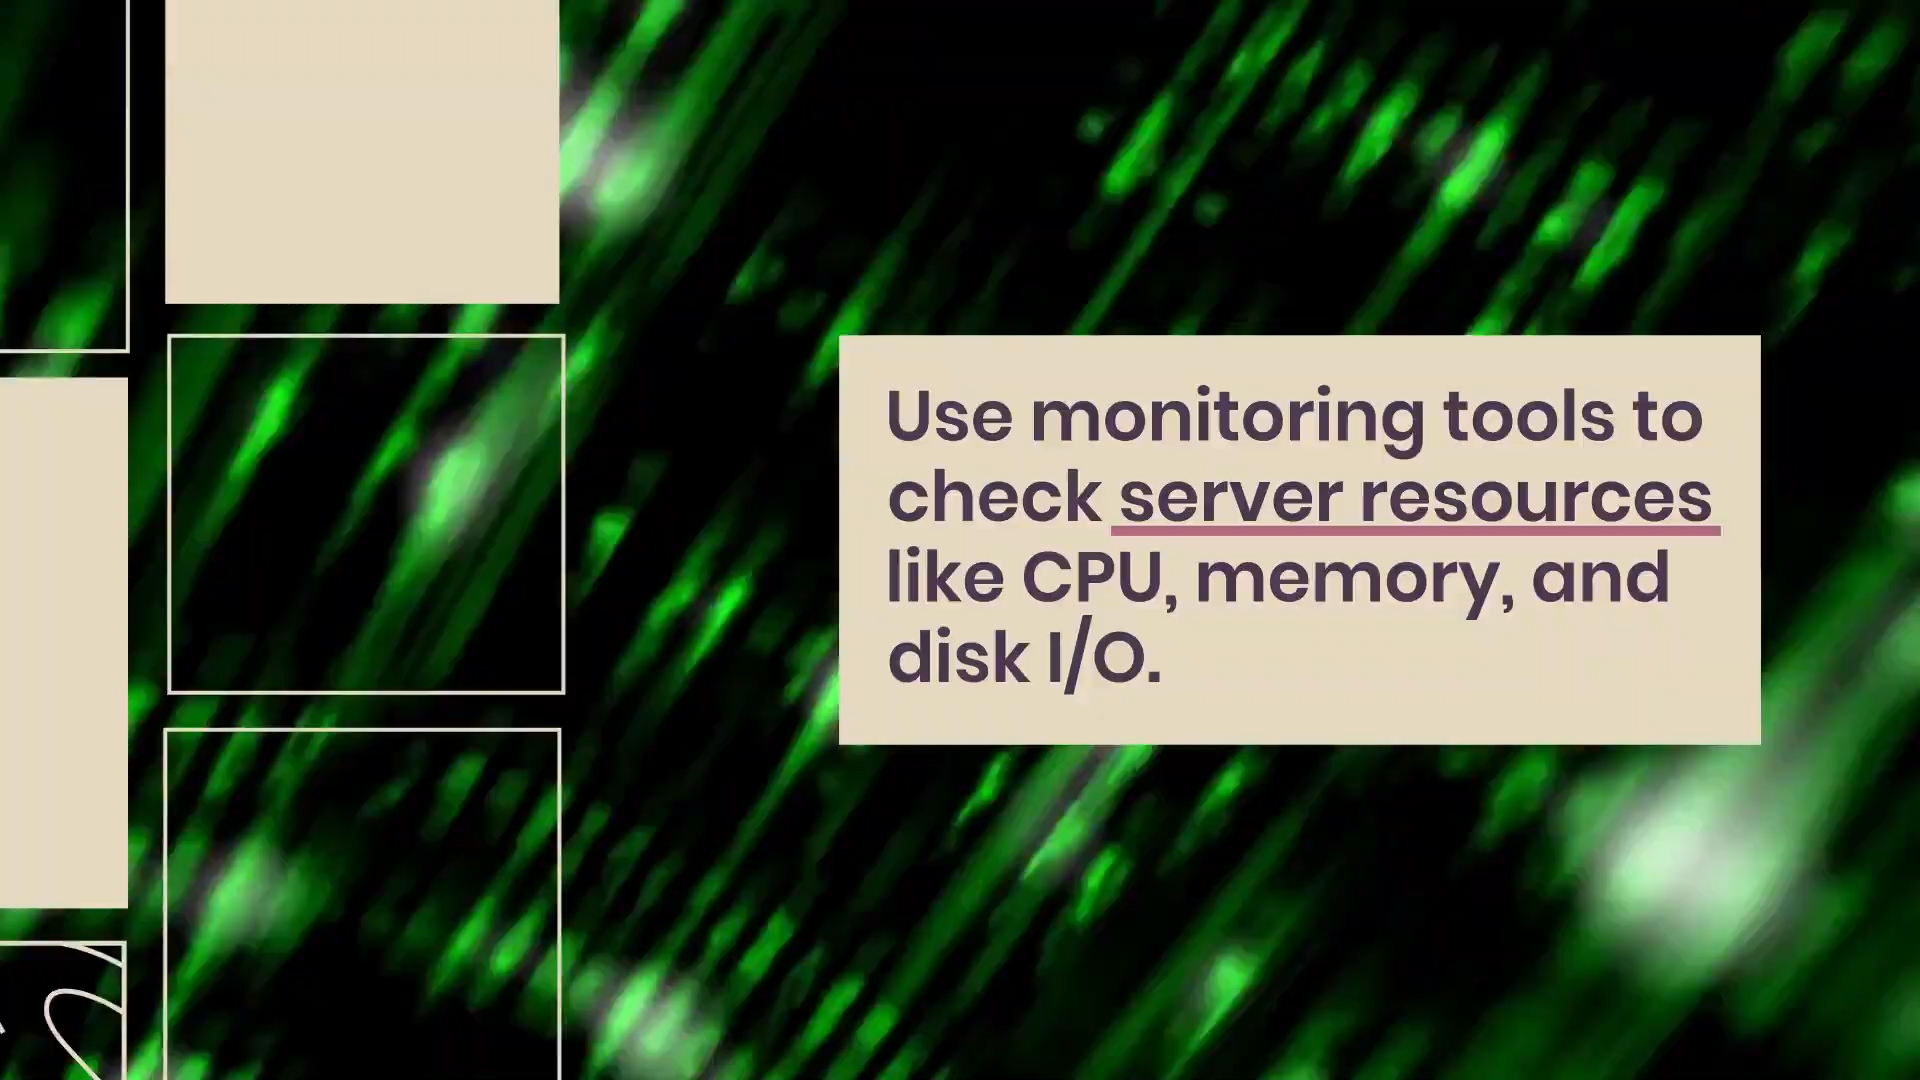 Use monitoring tools to
check server resources
like CPU, memory, and
disk I/O.